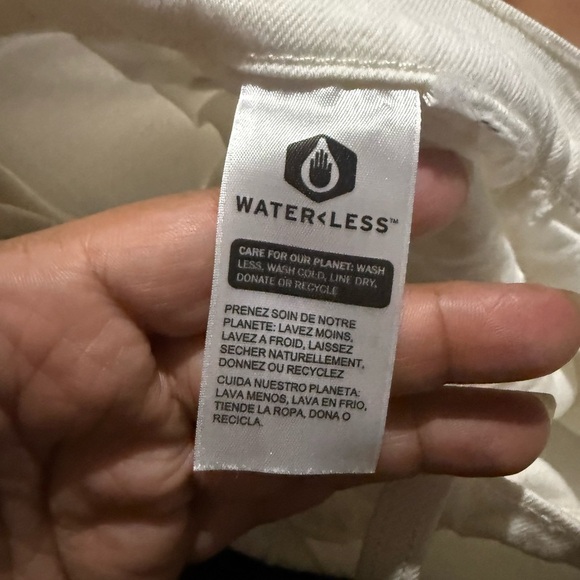 WATER<LESS™
CARE FOR OUR PLANET: WASH
LESS, WASH COLD, LINE DRY,
DONATE OR RECYCLE
PRENEZ SOIN DE NOTRE
PLANETE: LAVEZ MOINS,
LAVEZ A FROID, LAISSEZ
SECHER NATURELLEMENT,
DONNEZ OU RECYCLEZ
CUIDA NUESTRO PLANETA:
LAVA MENOS, LAVA EN FRIO,
TIENDE LA ROPA, DONA O
RECICLA.